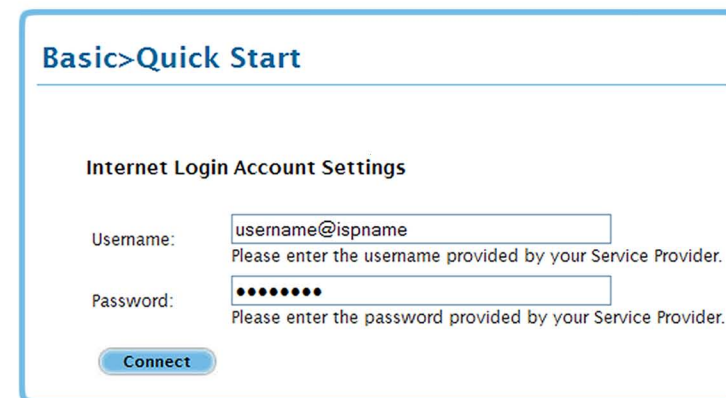 Basic>Quick Start
Internet Login Account Settings
Username:
username@ispname
Please enter the username provided by your Service Provider.
Password:
••••••••
Please enter the password provided by your Service Provider.
Connect